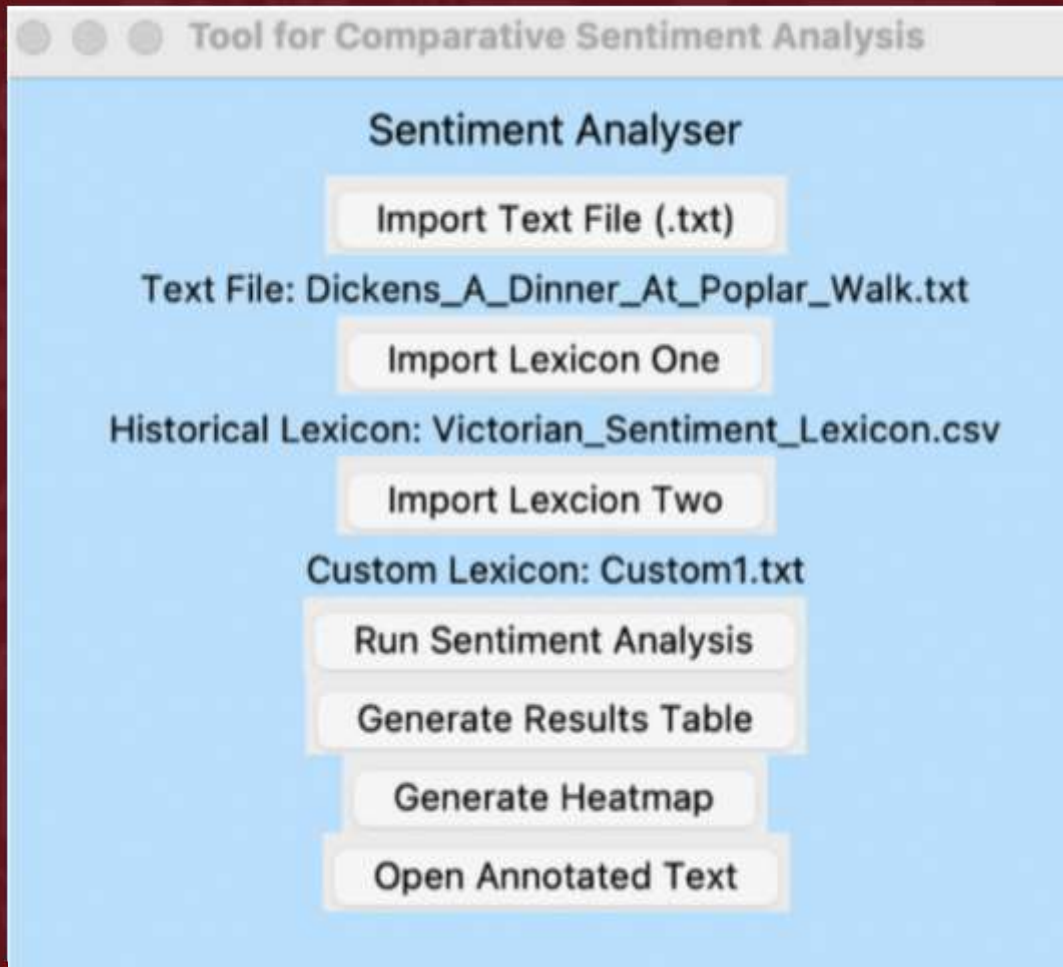 Tool for Comparative Sentiment Analysis
Sentiment Analyser
Import Text File (.txt)
Text File: Dickens_A_Dinner_At_Poplar_Walk.txt
Import Lexicon One
Historical Lexicon: Victorian_Sentiment_Lexicon.csv
Import Lexcion Two
Custom Lexicon: Custom1.txt
Run Sentiment Analysis
Generate Results Table
Generate Heatmap
Open Annotated Text